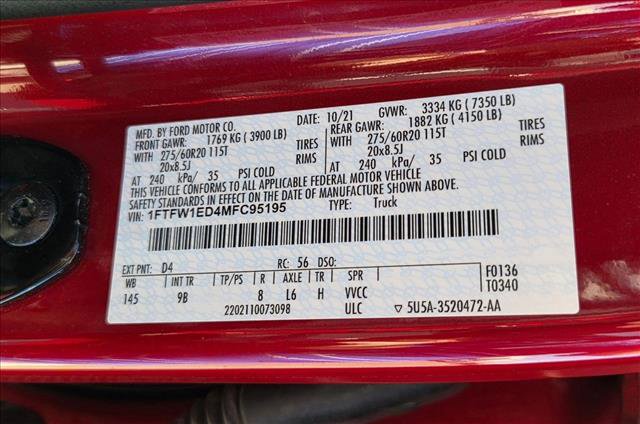 MFD. BY FORD MOTOR CO. DATE: 10/21 GVWR: 3334 KG ( 7350 LB)
FRONT GAWR: 1769 KG ( 3900 LB) REAR GAWR: 1882 KG ( 4150 LB)
WITH 275/60R20 115T TIRES WITH 275/60R20 115T TIRES
20x8.5J RIMS 20x8.5J RIMS
AT 240 kPa/ 35 PSI COLD AT 240 kPa/ 35 PSI COLD
THIS VEHICLE CONFORMS TO ALL APPLICABLE FEDERAL MOTOR VEHICLE
SAFETY STANDARDS IN EFFECT ON THE DATE OF MANUFACTURE SHOWN ABOVE.
VIN: 1FTFW1ED4MFC95195 TYPE: Truck
EXT PNT: D4 RC: 56 DSO: F0136
WB INT TR TP/PS R AXLE TR SPR T0340
145 9B 8 L6 H VVCC
2202110073098 ULC 5U5A-3520472-AA